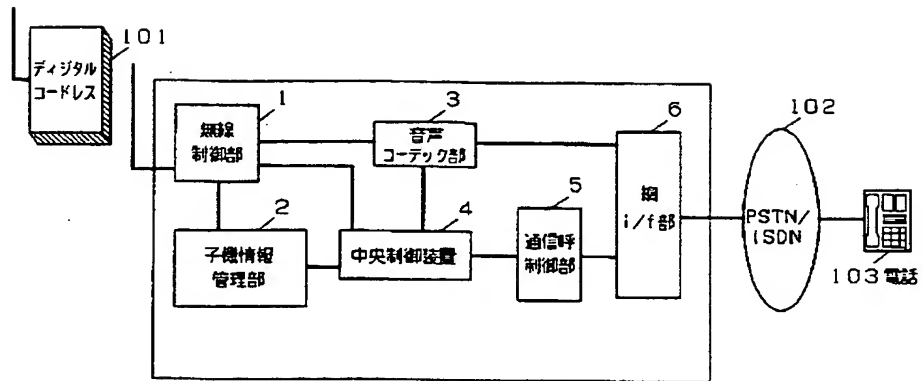 101
ディジタル
コードレス
1
無線
制御部
3
音声
コーデック部
6
網
i/f部
102
PSTN/
ISDN
2
子機情報
管理部
4
中央制御装置
5
通信呼
制御部
103 電話